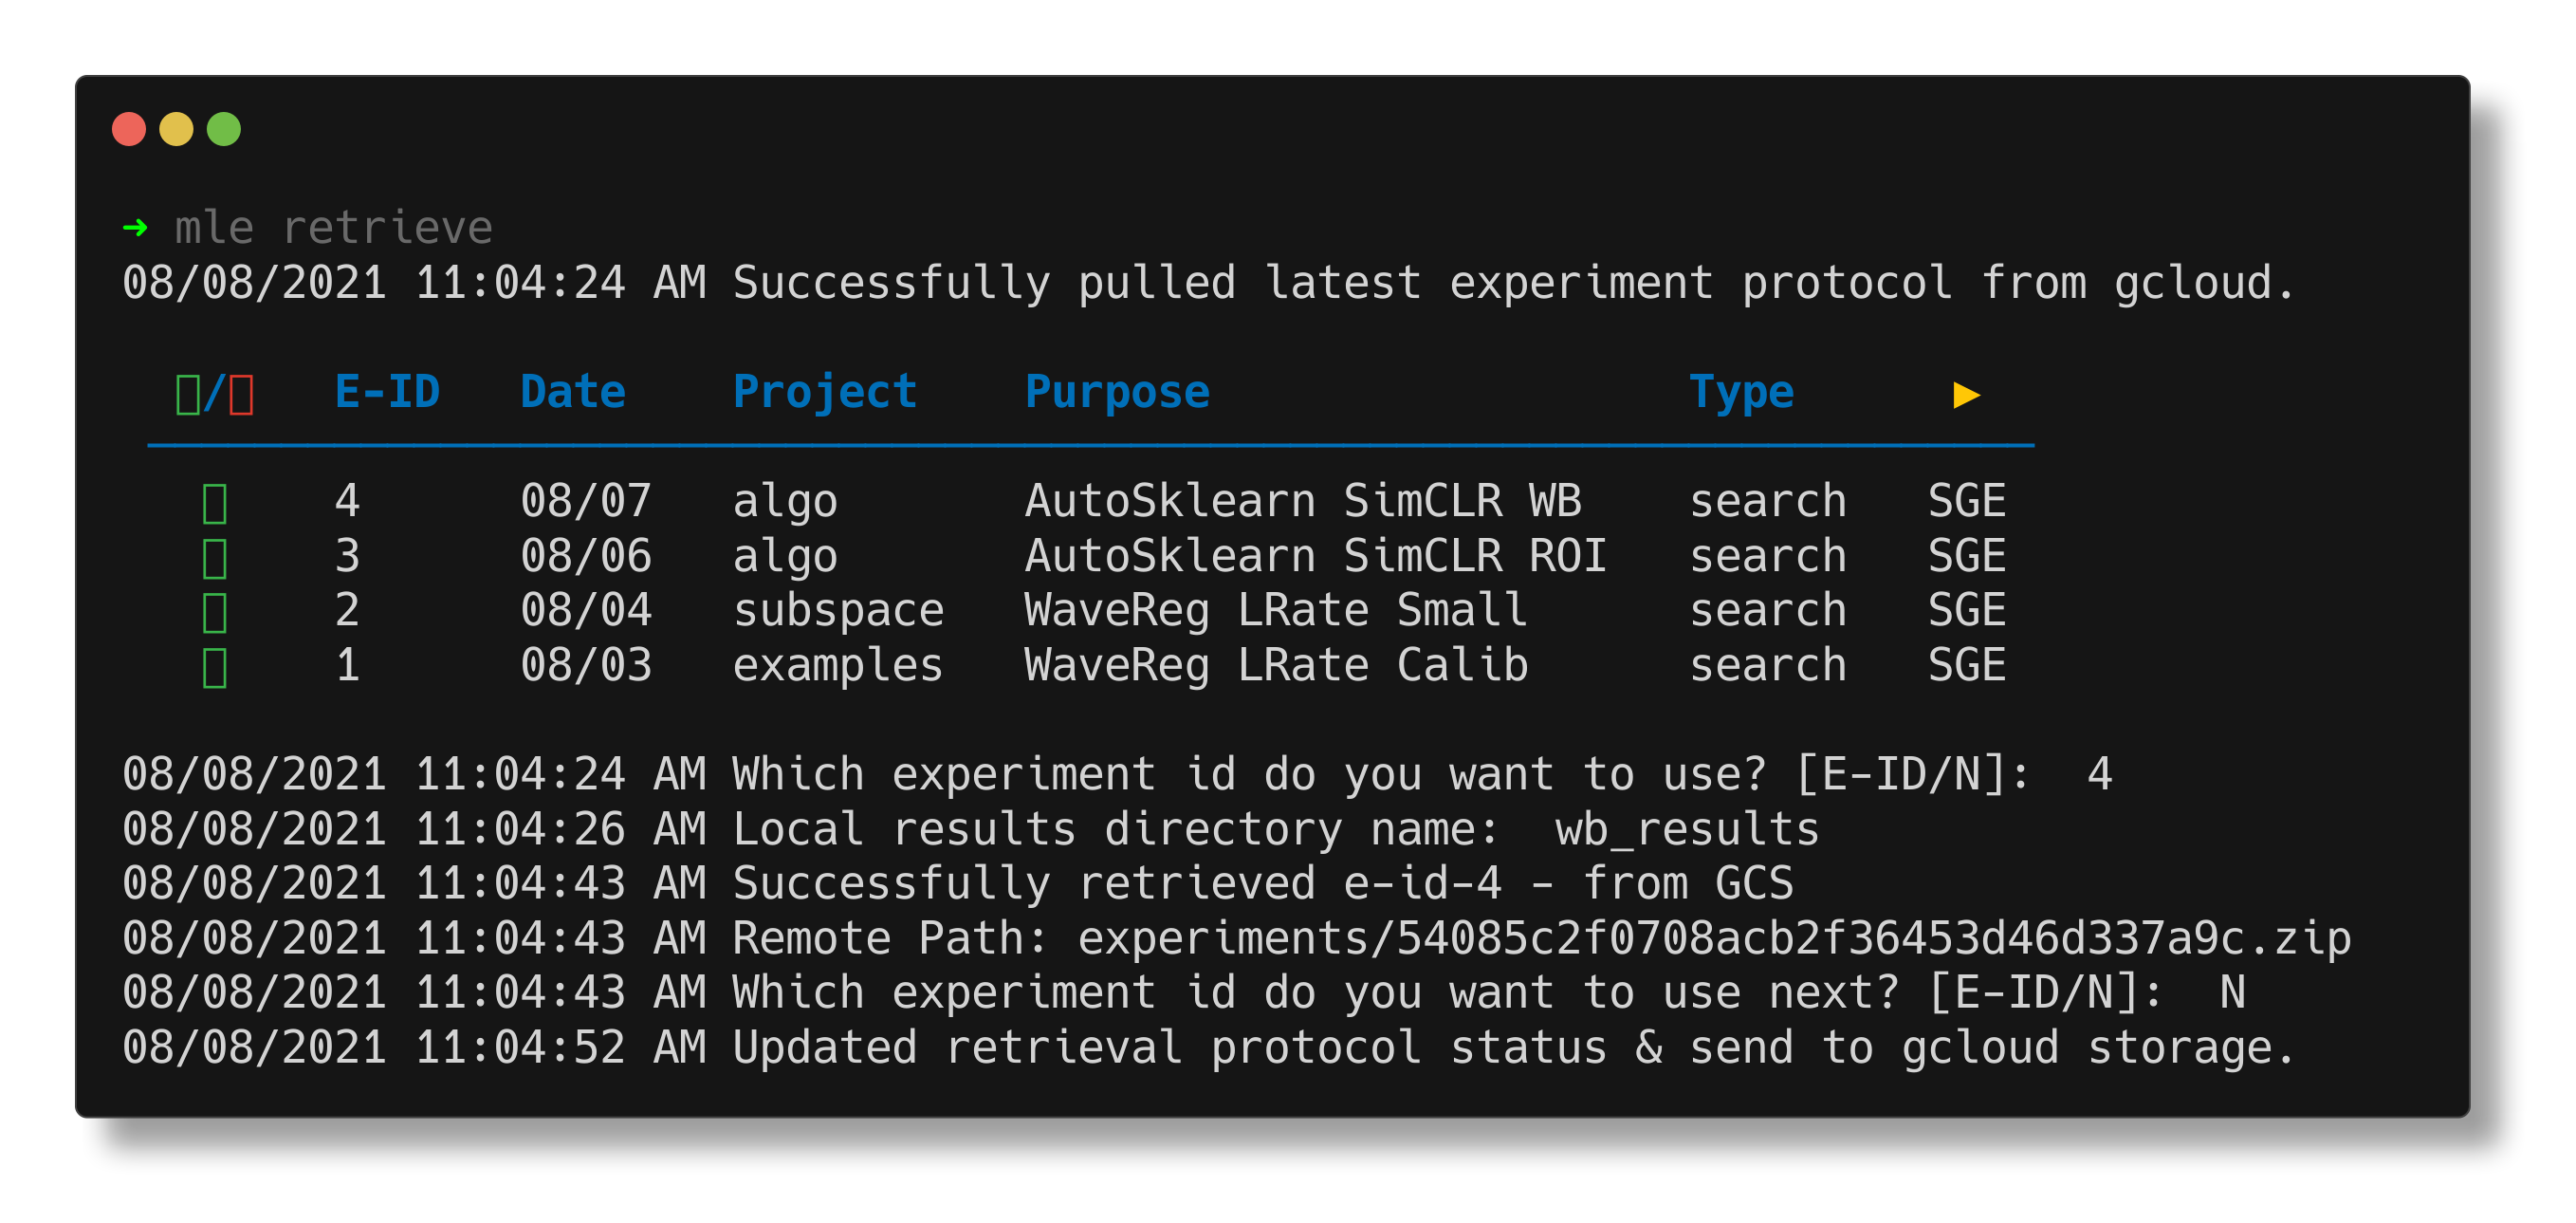 ➜ mle retrieve
08/08/2021 11:04:24 AM Successfully pulled latest experiment protocol from gcloud.
/ E-ID Date Project Purpose Type ▶
4 08/07 algo AutoSklearn SimCLR WB search SGE
3 08/06 algo AutoSklearn SimCLR ROI search SGE
2 08/04 subspace WaveReg LRate Small search SGE
1 08/03 examples WaveReg LRate Calib search SGE
08/08/2021 11:04:24 AM Which experiment id do you want to use? [E-ID/N]: 4
08/08/2021 11:04:26 AM Local results directory name: wb_results
08/08/2021 11:04:43 AM Successfully retrieved e-id-4 - from GCS
08/08/2021 11:04:43 AM Remote Path: experiments/54085c2f0708acb2f36453d46d337a9c.zip
08/08/2021 11:04:43 AM Which experiment id do you want to use next? [E-ID/N]: N
08/08/2021 11:04:52 AM Updated retrieval protocol status & send to gcloud storage.